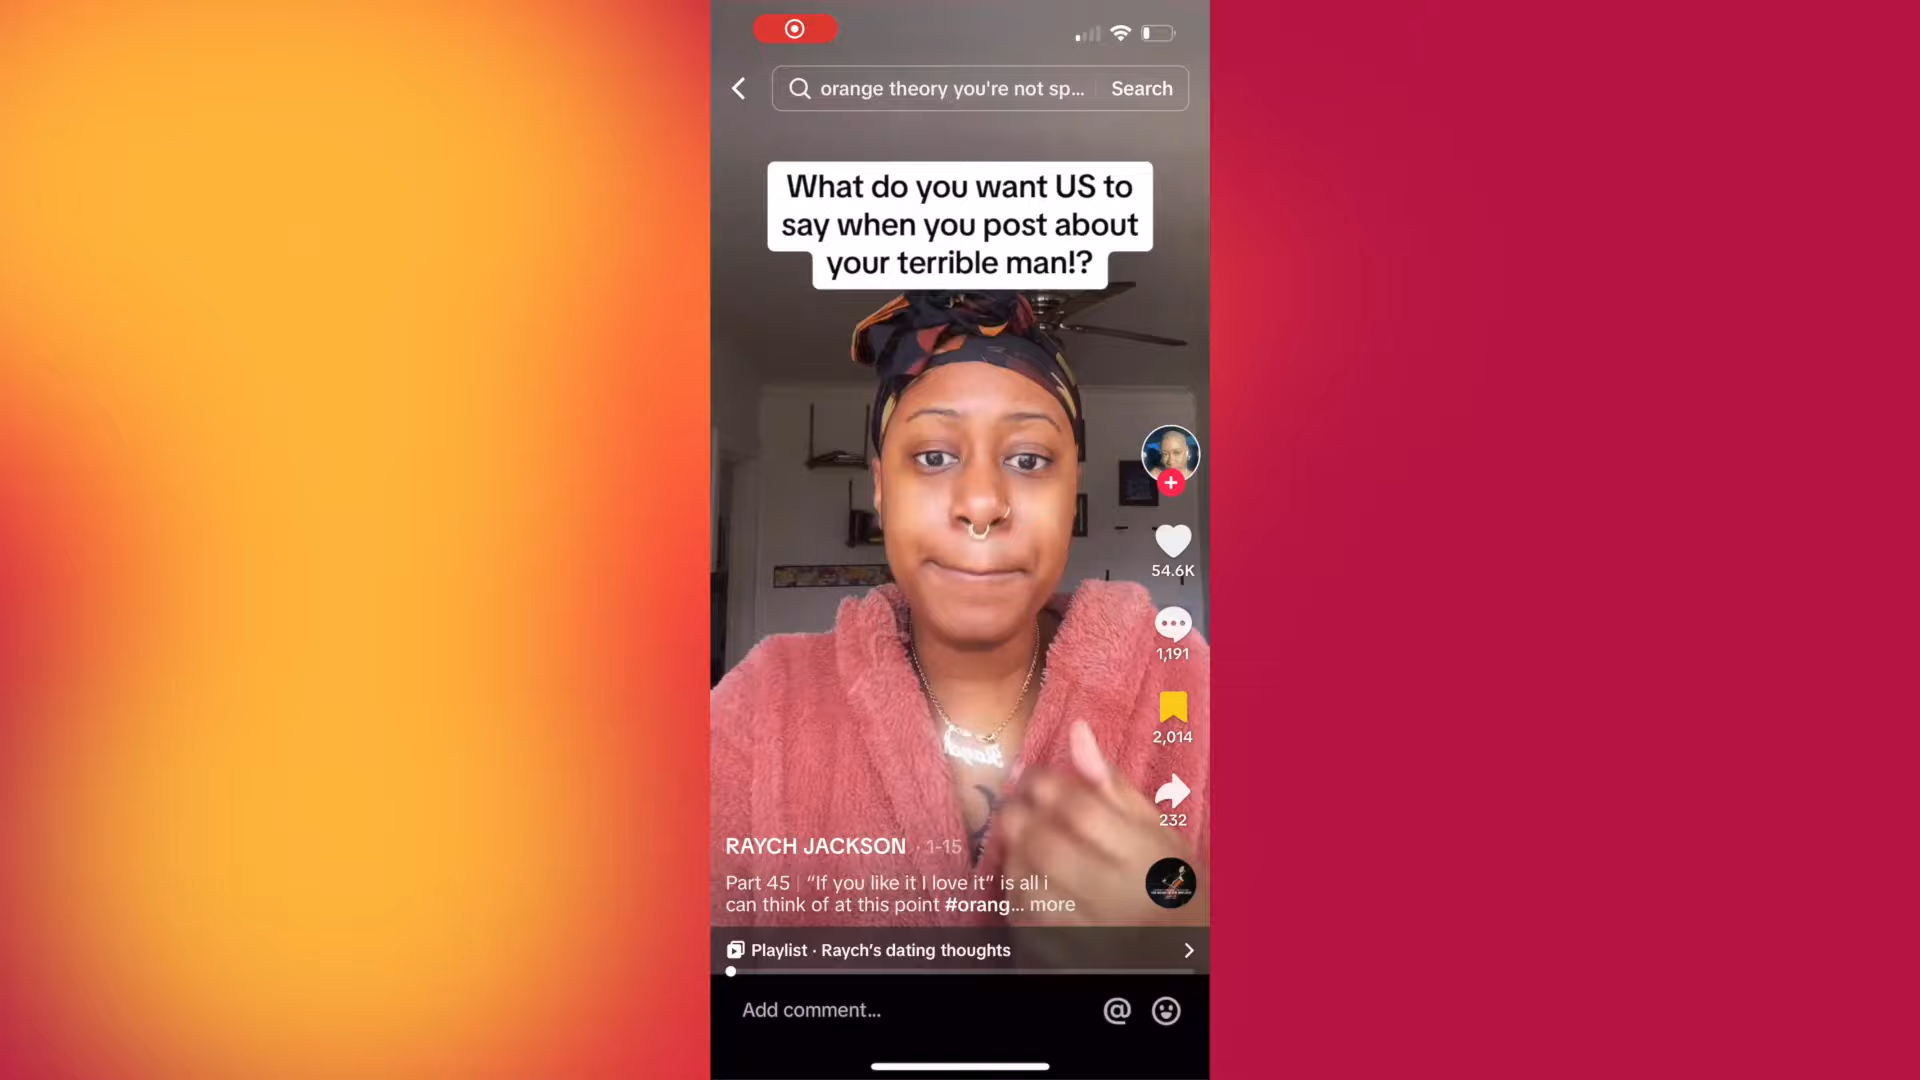 orange theory you're not sp...
Search
What do you want US to
say when you post about
your terrible man!?
54.6K
1,191
2,014
232
RAYCH JACKSON · 1-15
Part 45 | “If you like it I love it” is all i
can think of at this point #orang... more
Playlist · Raych’s dating thoughts
Add comment...
@